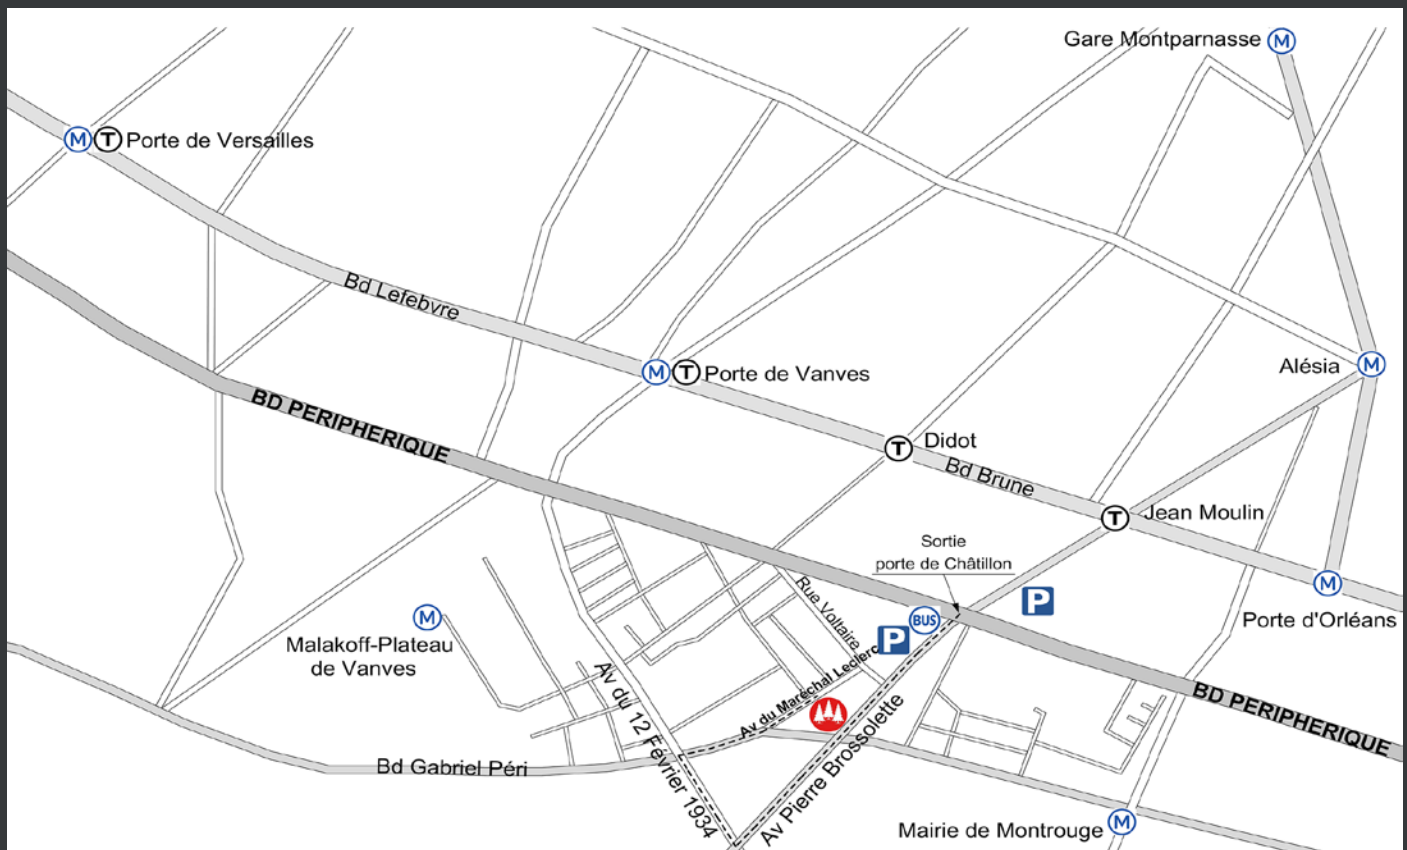 Gare Montparnasse M
M T Porte de Versailles
Bd Lefebvre
M T Porte de Vanves
Alésia M
BD PERIPHERIQUE
T Didot
Bd Brune
T Jean Moulin
Sortie
porte de Châtillon
M
Porte d'Orléans
P
BUS
P
Rue Voltaire
M
Malakoff-Plateau
de Vanves
Av du Maréchal Leclerc
Av du 12 Février 1934
Av Pierre Brossolette
BD PERIPHERIQUE
Bd Gabriel Péri
Mairie de Montrouge M